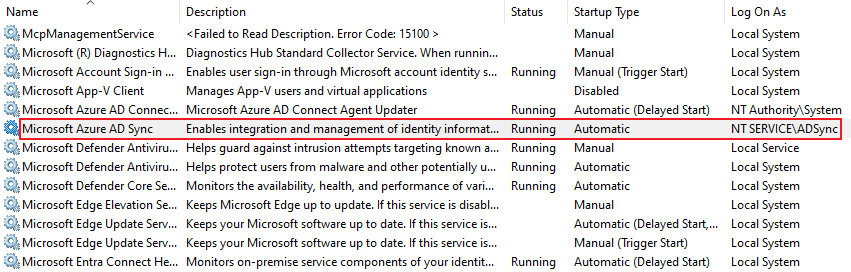 Name Description Status Startup Type Log On As
McpManagementService <Failed to Read Description. Error Code: 15100 > Manual Local System
Microsoft (R) Diagnostics H... Diagnostics Hub Standard Collector Service. When runnin... Manual Local System
Microsoft Account Sign-in ... Enables user sign-in through Microsoft account identity s... Running Manual (Trigger Start) Local System
Microsoft App-V Client Manages App-V users and virtual applications Disabled Local System
Microsoft Azure AD Connec... Microsoft Azure AD Connect Agent Updater Running Automatic (Delayed Start) NT Authority\System
Microsoft Azure AD Sync Enables integration and management of identity informat... Running Automatic NT SERVICE\ADSync
Microsoft Defender Antiviru... Helps guard against intrusion attempts targeting known a... Running Manual Local Service
Microsoft Defender Antiviru... Helps protect users from malware and other potentially u... Running Automatic Local System
Microsoft Defender Core Se... Monitors the availability, health, and performance of vari... Running Automatic Local System
Microsoft Edge Elevation Se... Keeps Microsoft Edge up to update. If this service is disabl... Manual Local System
Microsoft Edge Update Serv... Keeps your Microsoft software up to date. If this service is... Automatic (Delayed Start,... Local System
Microsoft Edge Update Serv... Keeps your Microsoft software up to date. If this service is... Manual (Trigger Start) Local System
Microsoft Entra Connect He... Monitors on-premise service components of your identit... Running Automatic (Delayed Start) Local System